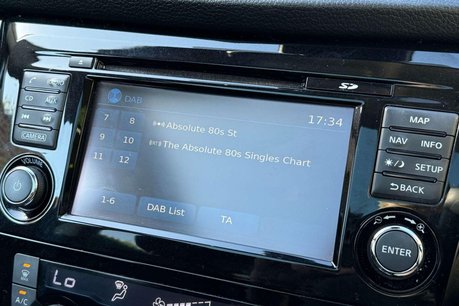 DAB
17:34
7 8
9 10
11 12
1-6
Absolute 80s St
The Absolute 80s Singles Chart
DAB List
TA
CD AUX
CAMERA
VOLUME
SD
MAP
NAV INFO
SETUP
BACK
ENTER
Lo
A/C